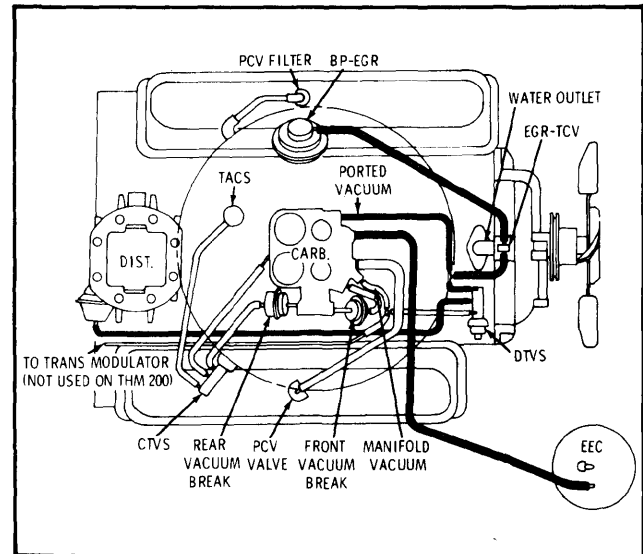 PCV FILTER
BP-EGR
WATER OUTLET
EGR-TCV
TACS
PORTED
VACUUM
DIST.
CARB.
TO TRANS MODULATOR
(NOT USED ON THM 200)
DTVS
CTVS
REAR
VACUUM
BREAK
PCV
VALVE
FRONT
VACUUM
BREAK
MANIFOLD
VACUUM
EEC